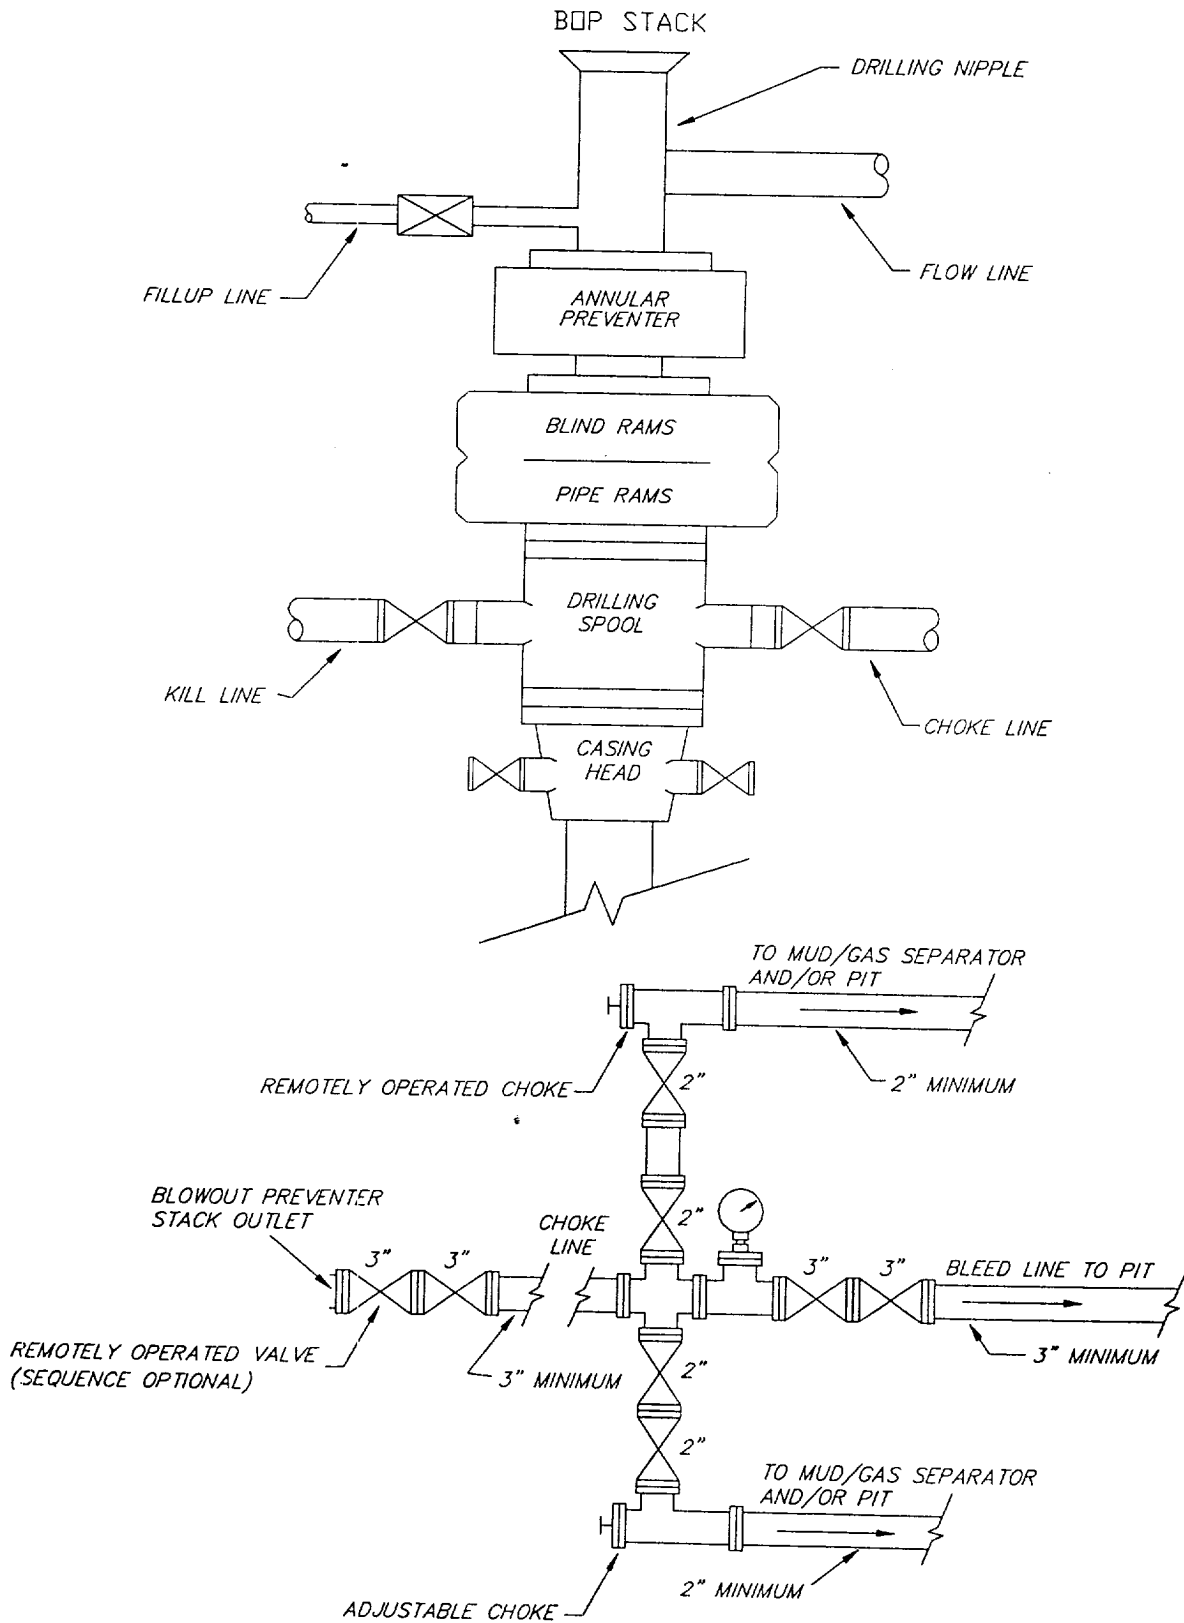 BOP STACK
DRILLING NIPPLE
FILLUP LINE
FLOW LINE
ANNULAR
PREVENTER
BLIND RAMS
PIPE RAMS
DRILLING
SPOOL
KILL LINE
CHOKE LINE
CASING
HEAD
TO MUD/GAS SEPARATOR
AND/OR PIT
REMOTELY OPERATED CHOKE
2"
2" MINIMUM
BLOWOUT PREVENTER
STACK OUTLET
CHOKE
LINE
2"
3"
3"
3"
3"
BLEED LINE TO PIT
REMOTELY OPERATED VALVE
(SEQUENCE OPTIONAL)
3" MINIMUM
2"
3" MINIMUM
2"
TO MUD/GAS SEPARATOR
AND/OR PIT
2" MINIMUM
ADJUSTABLE CHOKE